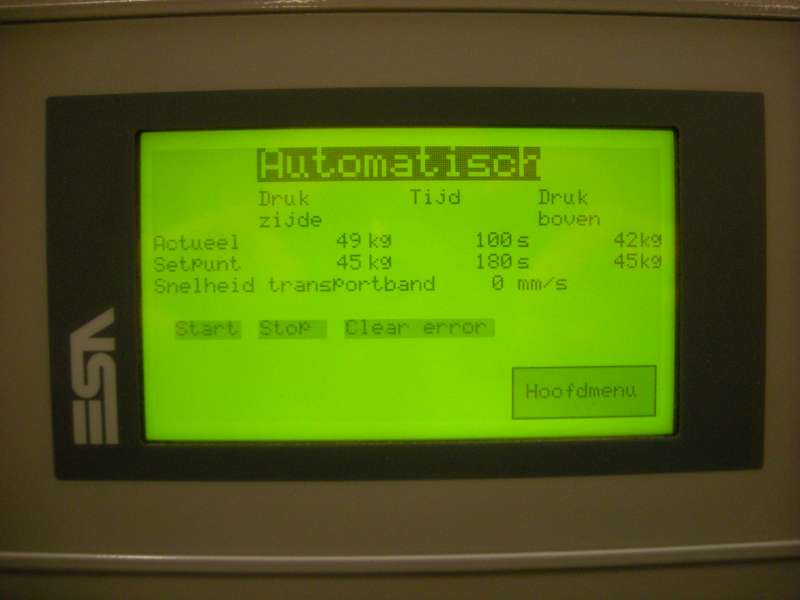 Automatisch
Druk zijde Tijd Druk boven
Actueel 49 kg 100 s 42 kg
Setpunt 45 kg 180 s 45 kg
Snelheid transportband 0 mm/s
Start Stop Clear error
Hoofdmenu
VSE